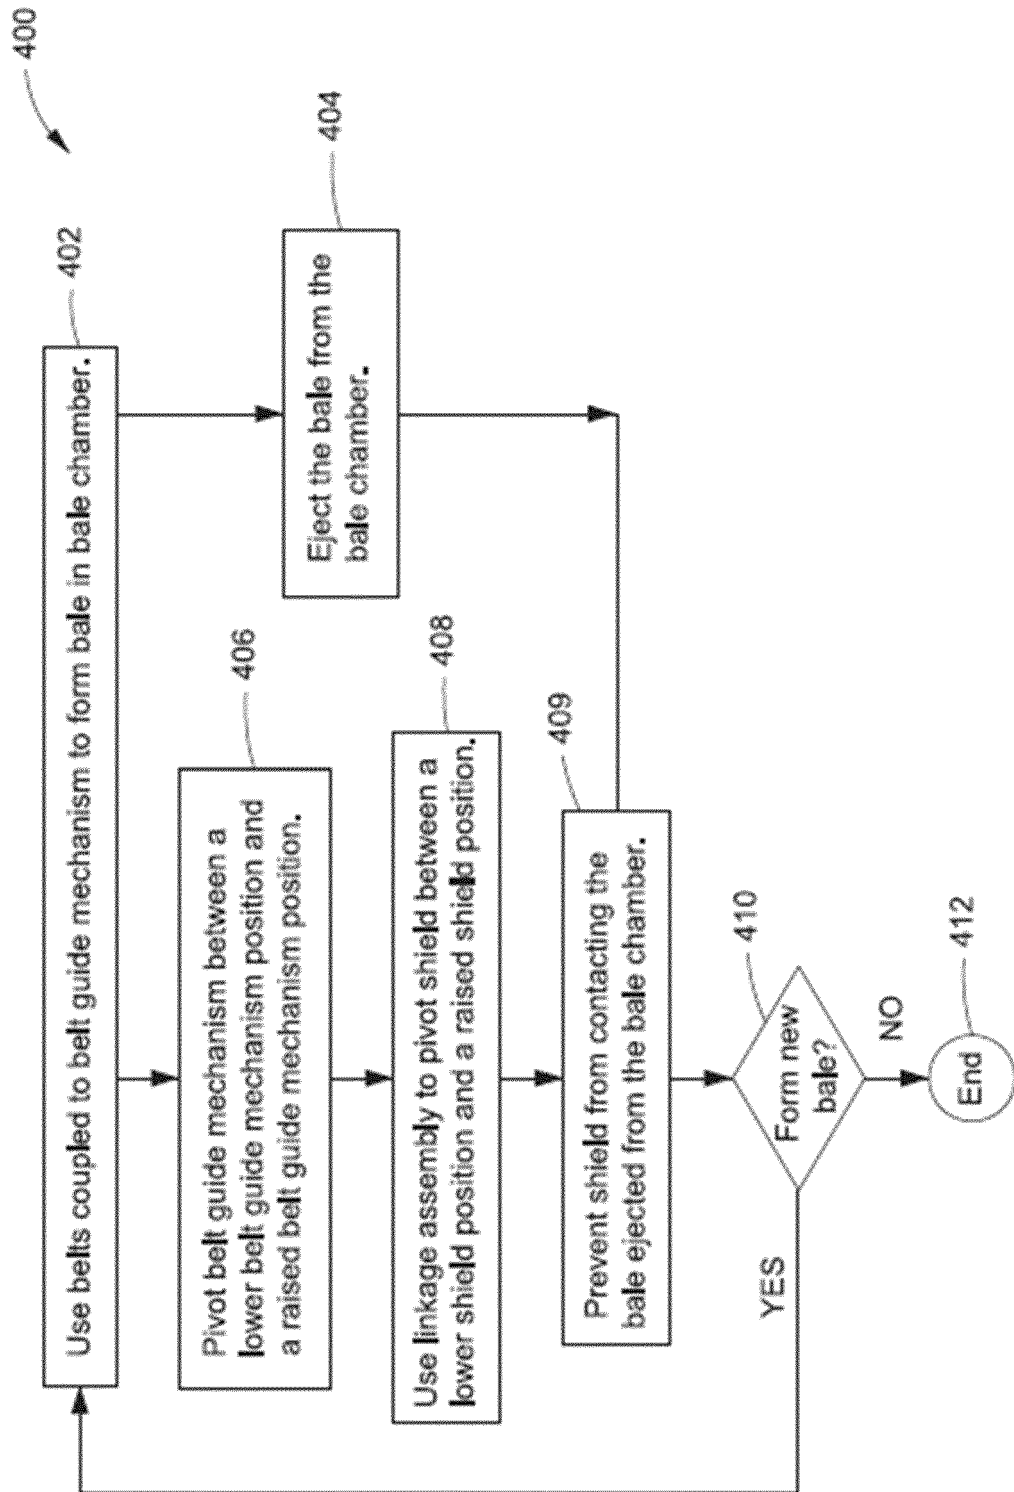 400
402
Use belts coupled to belt guide mechanism to form bale in bale chamber.
404
Eject the bale from the
bale chamber.
406
Pivot belt guide mechanism between a
lower belt guide mechanism position and
a raised belt guide mechanism position.
408
Use linkage assembly to pivot shield between a
lower shield position and a raised shield position.
409
Prevent shield from contacting the
bale ejected from the bale chamber.
410
Form new
bale?
YES
NO
412
End